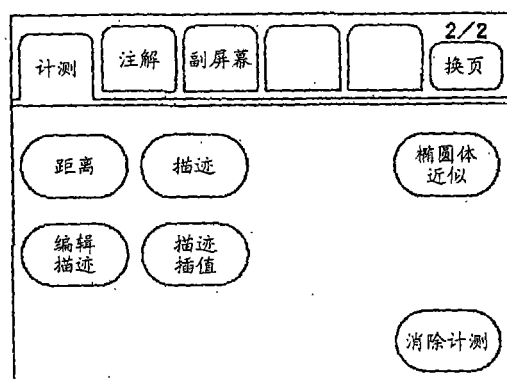 2/2
计测 注解 副屏幕 换页
距离 描迹 椭圆体
近似
编辑 描迹
描迹 插值
消除计测